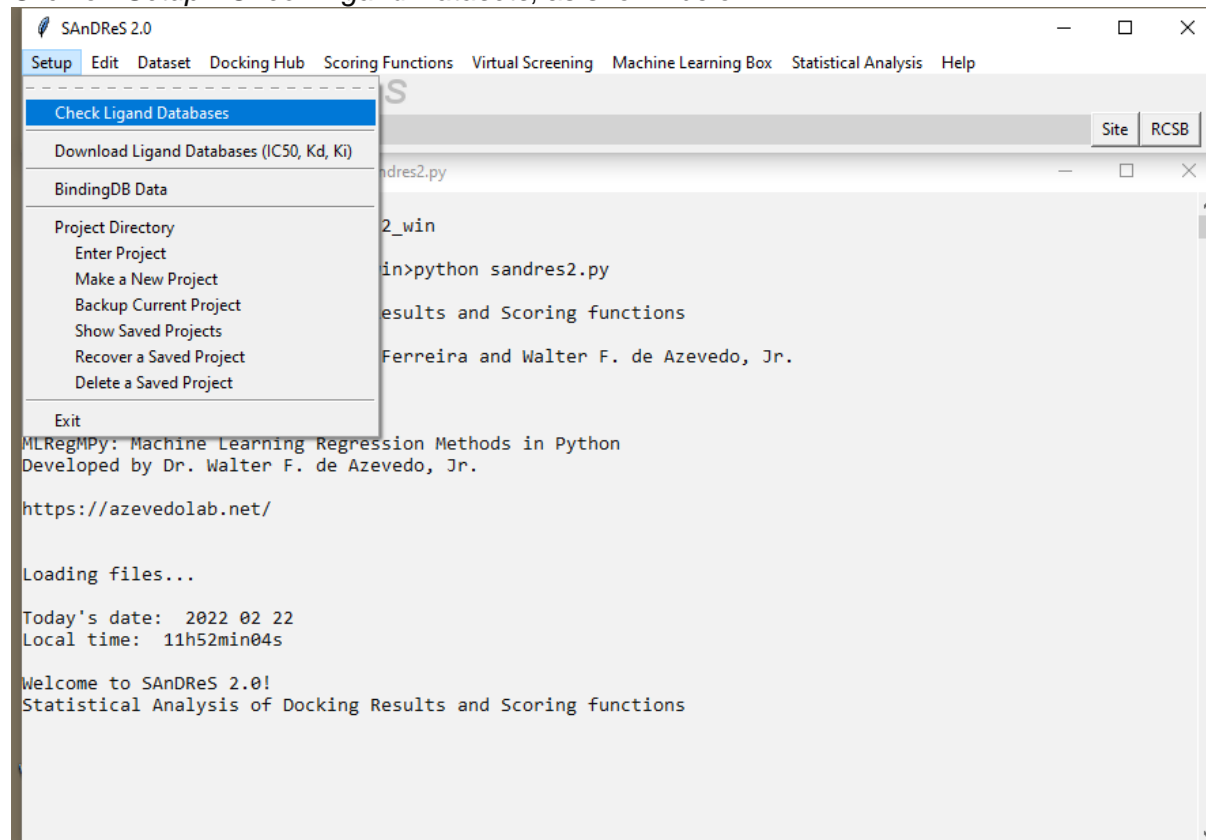 SAnDReS 2.0
Setup Edit Dataset Docking Hub Scoring Functions Virtual Screening Machine Learning Box Statistical Analysis Help
S
Check Ligand Databases
Site RCSB
Download Ligand Databases (IC50, Kd, Ki)
ndres2.py
BindingDB Data
Project Directory
2_win
Enter Project
in>python sandres2.py
Make a New Project
Backup Current Project
esults and Scoring functions
Show Saved Projects
Recover a Saved Project
Ferreira and Walter F. de Azevedo, Jr.
Delete a Saved Project
Exit
MLRegMPy: Machine Learning Regression Methods in Python
Developed by Dr. Walter F. de Azevedo, Jr.
https://azevedolab.net/
Loading files...
Today's date: 2022 02 22
Local time: 11h52min04s
Welcome to SAnDReS 2.0!
Statistical Analysis of Docking Results and Scoring functions